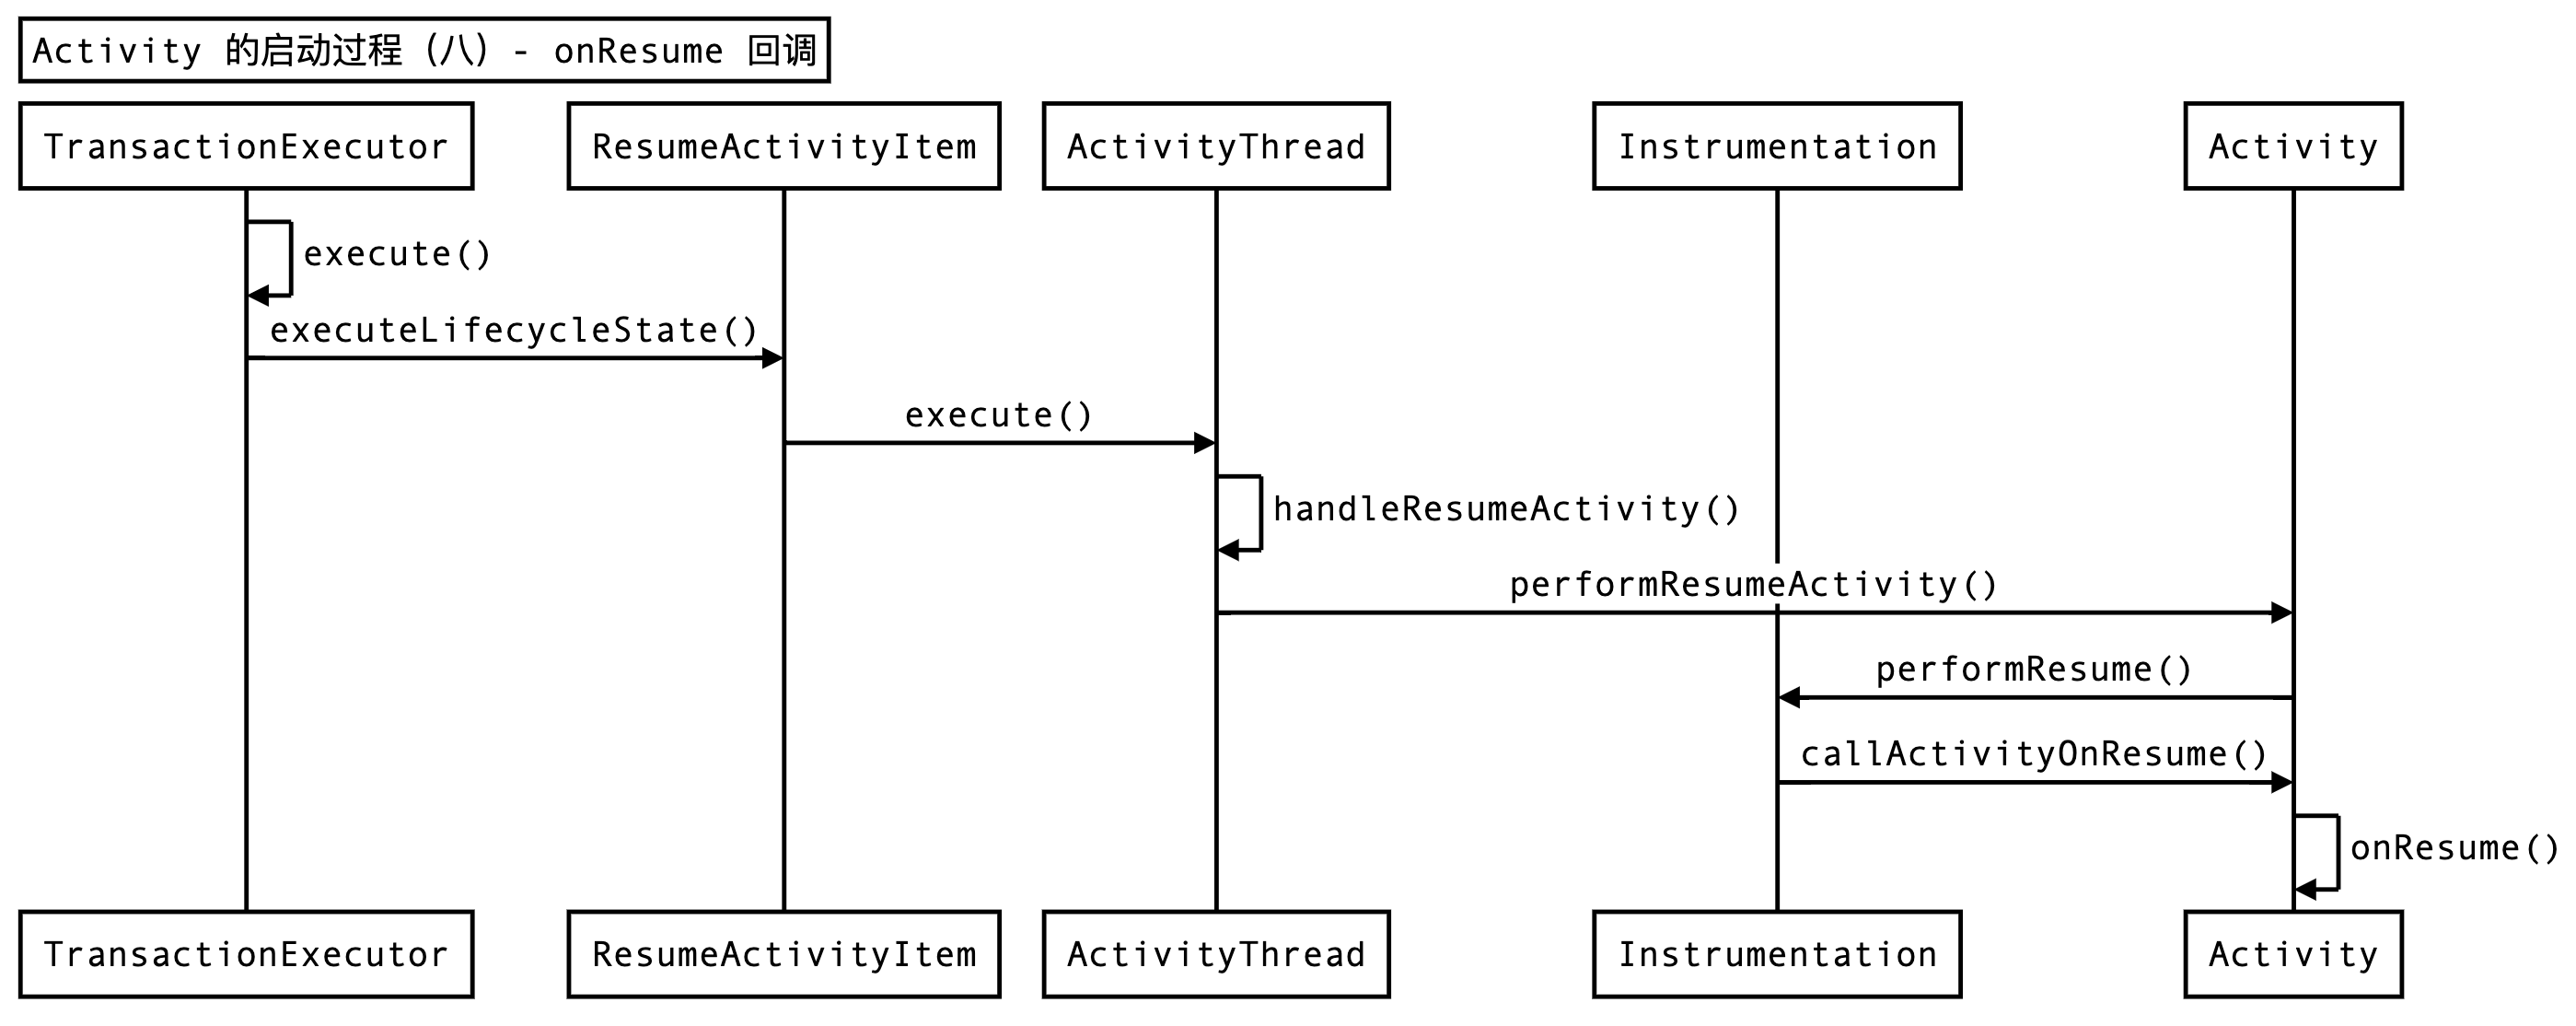 Activity 的启动过程（八）- onResume 回调
TransactionExecutor
ResumeActivityItem
ActivityThread
Instrumentation
Activity
execute()
executeLifecycleState()
execute()
handleResumeActivity()
performResumeActivity()
performResume()
callActivityOnResume()
onResume()
TransactionExecutor
ResumeActivityItem
ActivityThread
Instrumentation
Activity